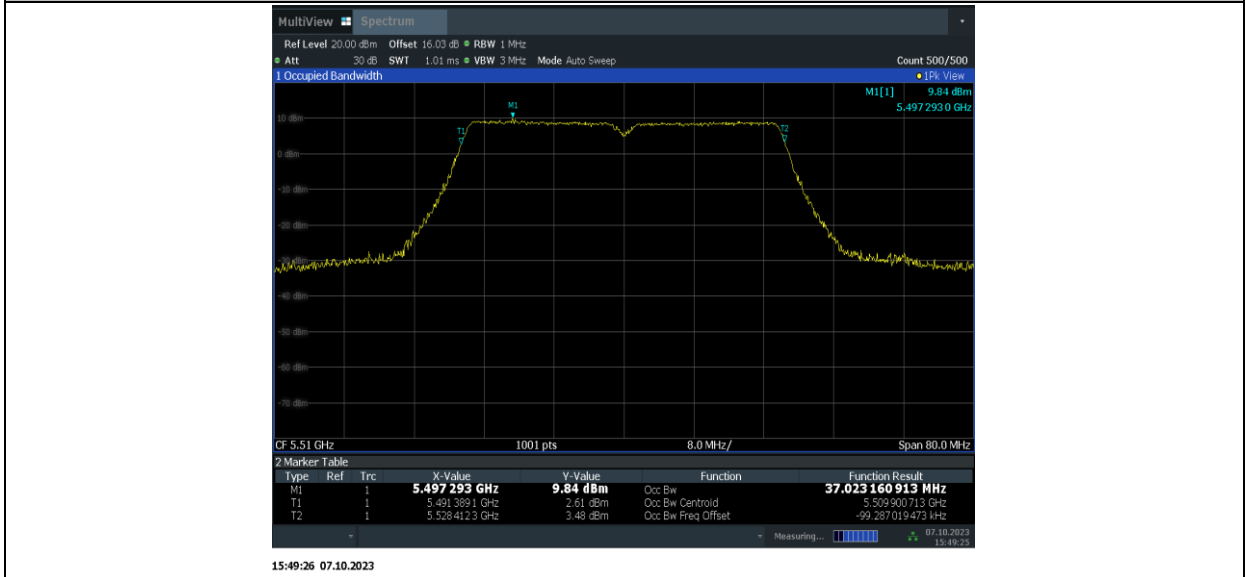 MultiView Spectrum
Ref Level 20.00 dBm Offset 16.03 dB RBW 1 MHz
Att 30 dB SWT 1.01 ms VBW 3 MHz Mode Auto Sweep Count 500/500
1 Occupied Bandwidth 1Pk View
M1[1] 9.84 dBm
5.497 293 0 GHz
M1
10 dBm
T1
T2
0 dBm
-10 dBm
-20 dBm
-30 dBm
-40 dBm
-50 dBm
-60 dBm
-70 dBm
CF 5.51 GHz 1001 pts 8.0 MHz/ Span 80.0 MHz
2 Marker Table
Type Ref Trc X-Value Y-Value Function Function Result
M1 1 5.497 293 GHz 9.84 dBm Occ Bw 37.023 160 913 MHz
T1 1 5.491 389 1 GHz 2.61 dBm Occ Bw Centroid 5.509 900 713 GHz
T2 1 5.528 412 3 GHz 3.48 dBm Occ Bw Freq Offset -99.287 019 473 kHz
Measuring... 07.10.2023
15:49:25
15:49:26 07.10.2023